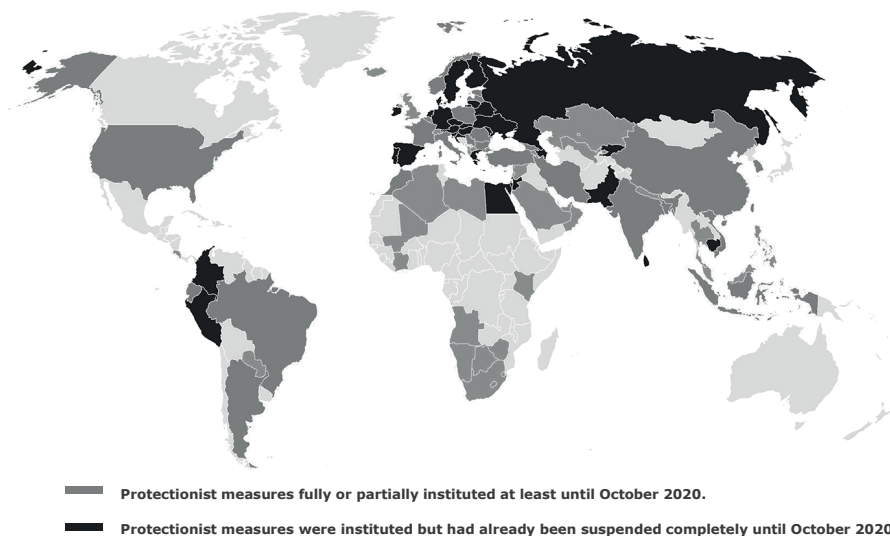 Protectionist measures fully or partially instituted at least until October 2020.
Protectionist measures were instituted but had already been suspended completely until October 2020